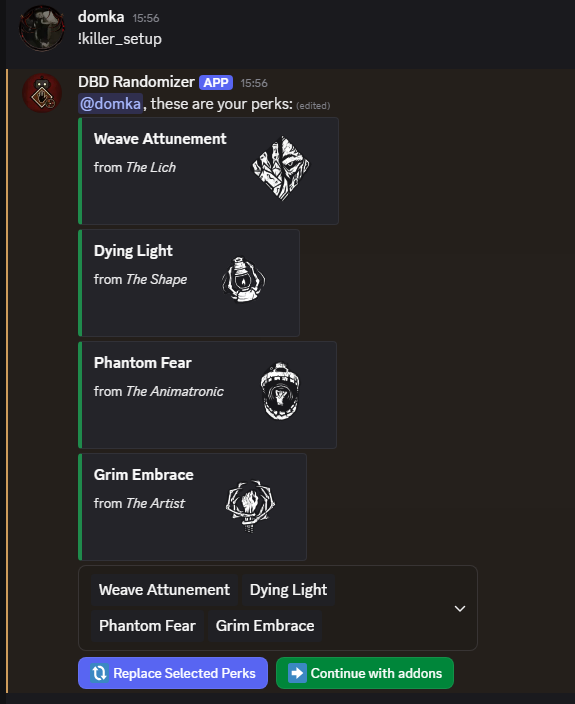 domka 15:56
!killer_setup
DBD Randomizer APP 15:56
@domka, these are your perks: (edited)
Weave Attunement
from The Lich
Dying Light
from The Shape
Phantom Fear
from The Animatronic
Grim Embrace
from The Artist
Weave Attunement Dying Light
Phantom Fear Grim Embrace
Replace Selected Perks Continue with addons